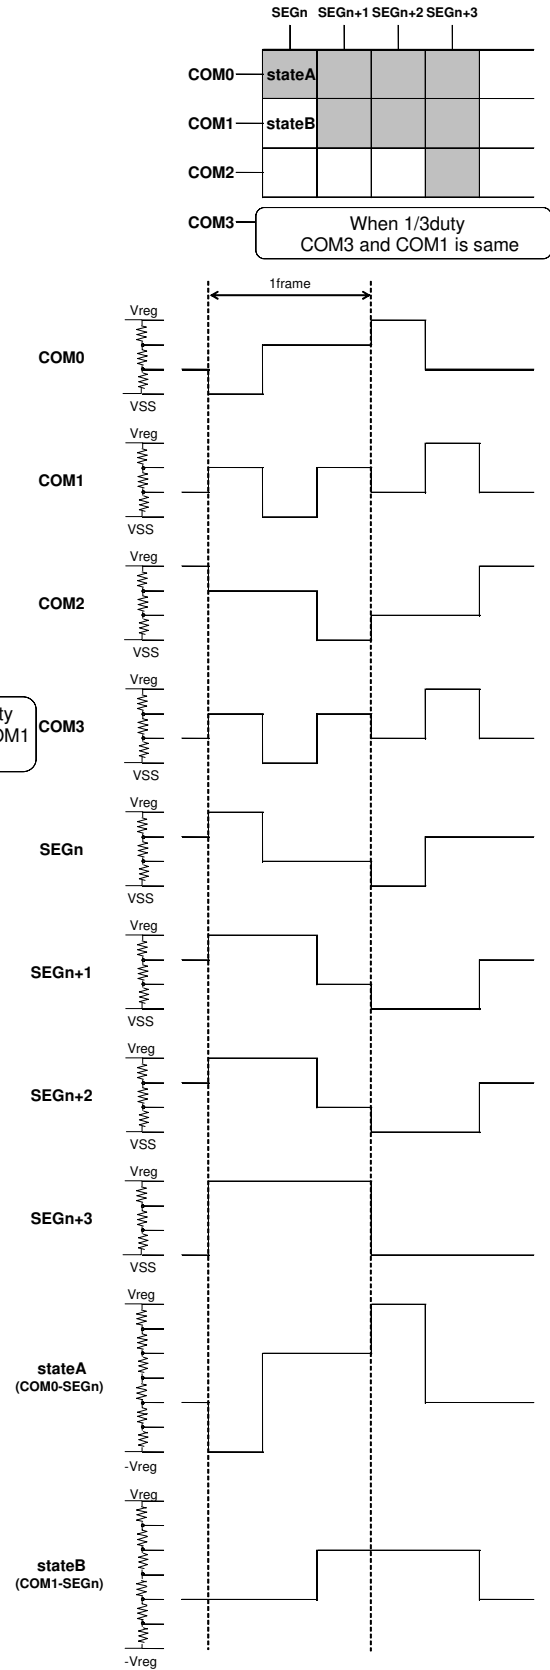 SEGn SEGn+1 SEGn+2 SEGn+3
COM0 stateA
COM1 stateB
COM2
COM3 When 1/3duty
COM3 and COM1 is same
1frame
Vreg
COM0
VSS
Vreg
COM1
VSS
Vreg
COM2
VSS
Vreg
ty
OM1
COM3
VSS
Vreg
SEGn
VSS
Vreg
SEGn+1
VSS
Vreg
SEGn+2
VSS
Vreg
SEGn+3
VSS
Vreg
stateA
(COM0-SEGn)
-Vreg
Vreg
stateB
(COM1-SEGn)
-Vreg